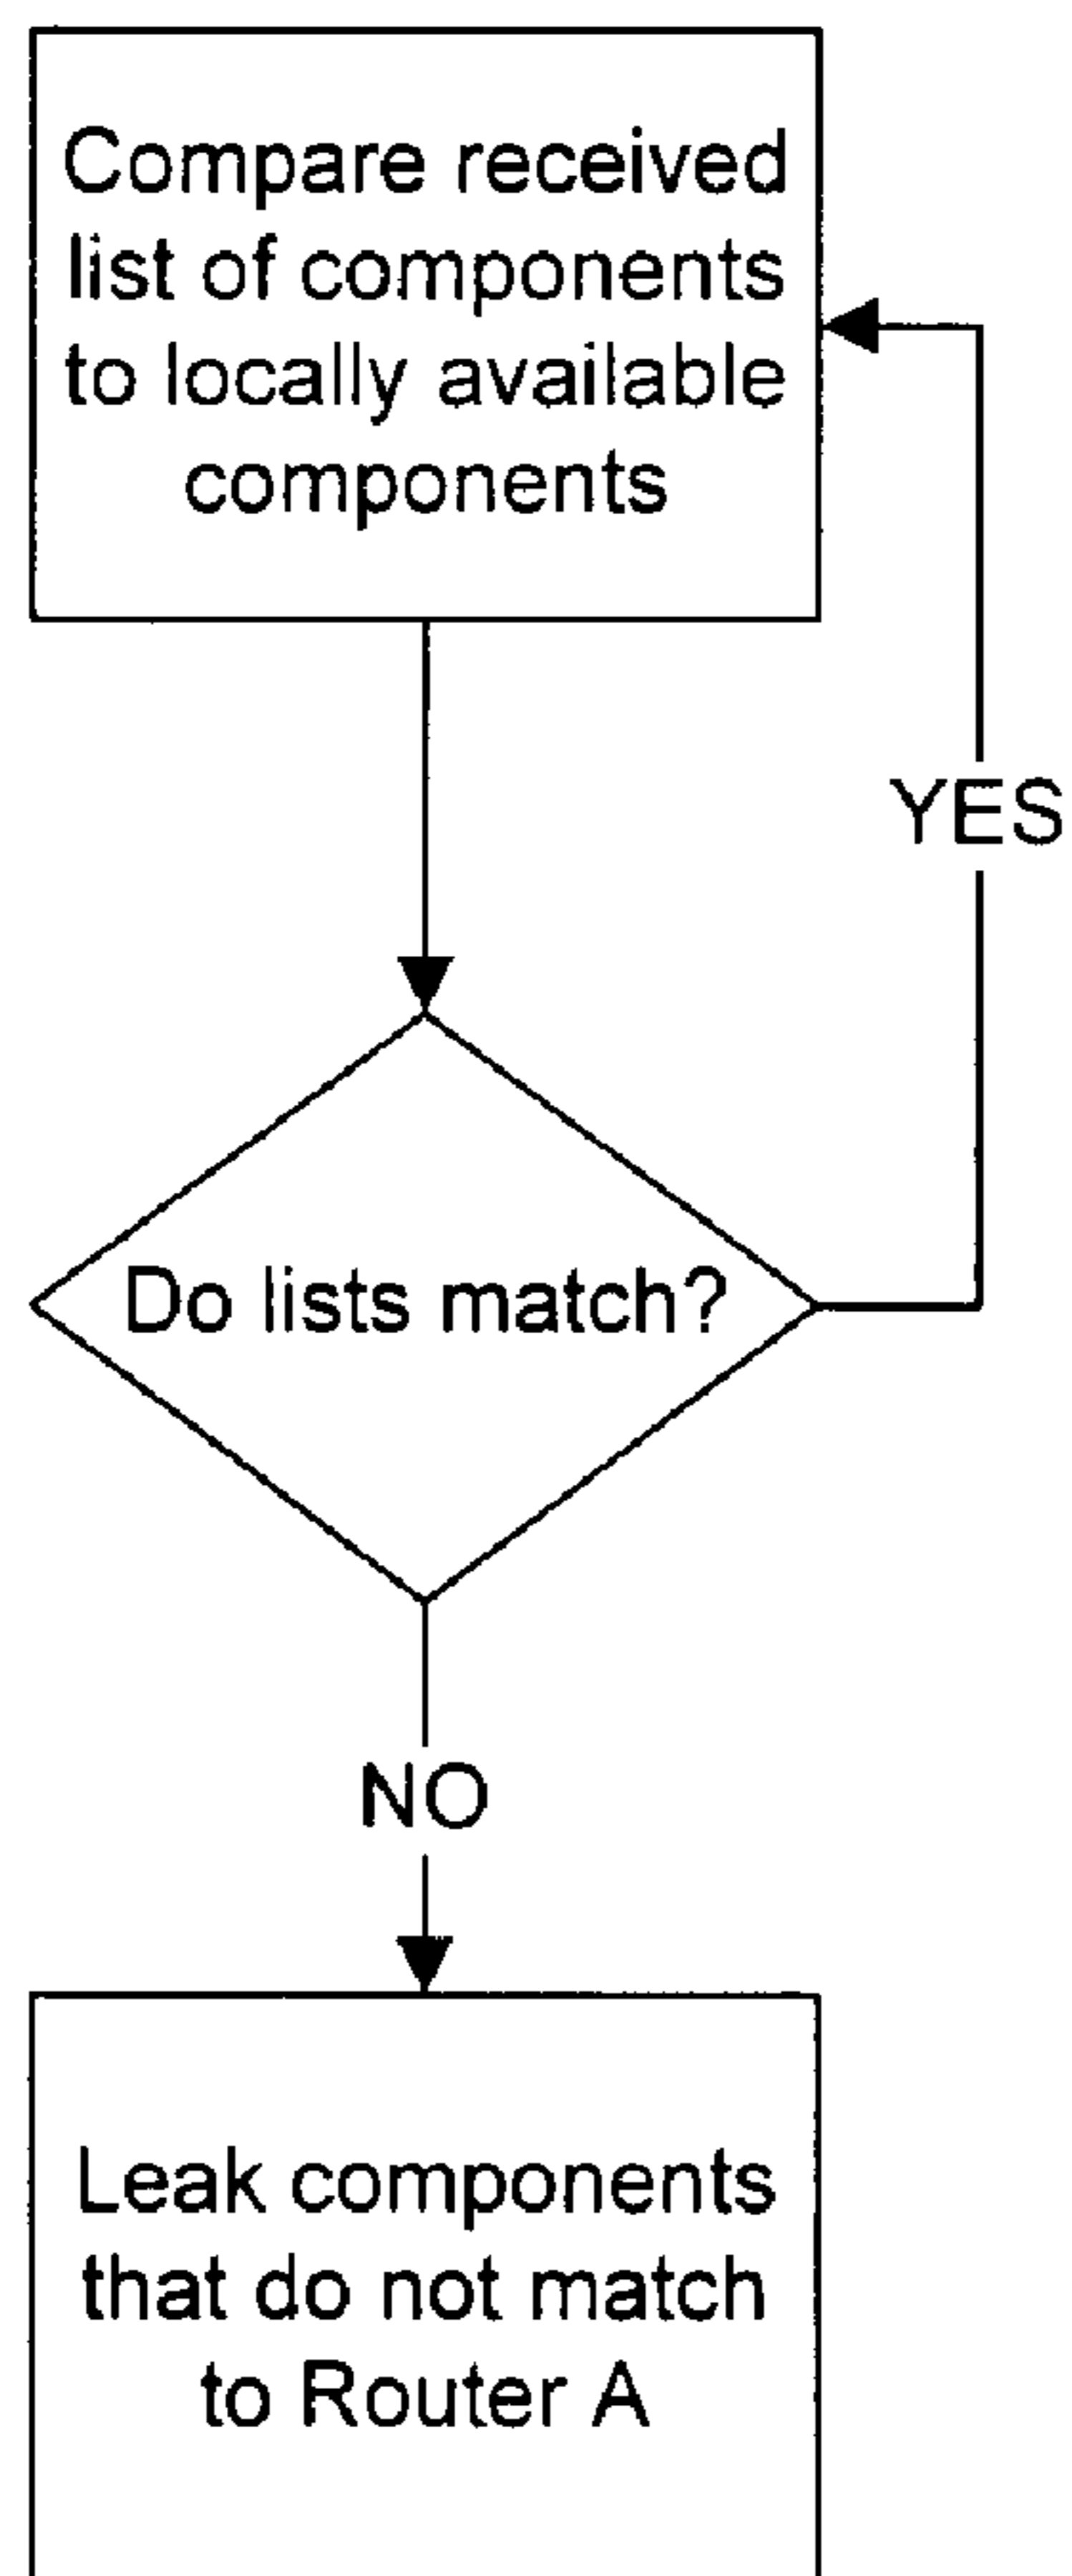 Compare received
list of components
to locally available
components
YES
Do lists match?
NO
Leak components
that do not match
to Router A